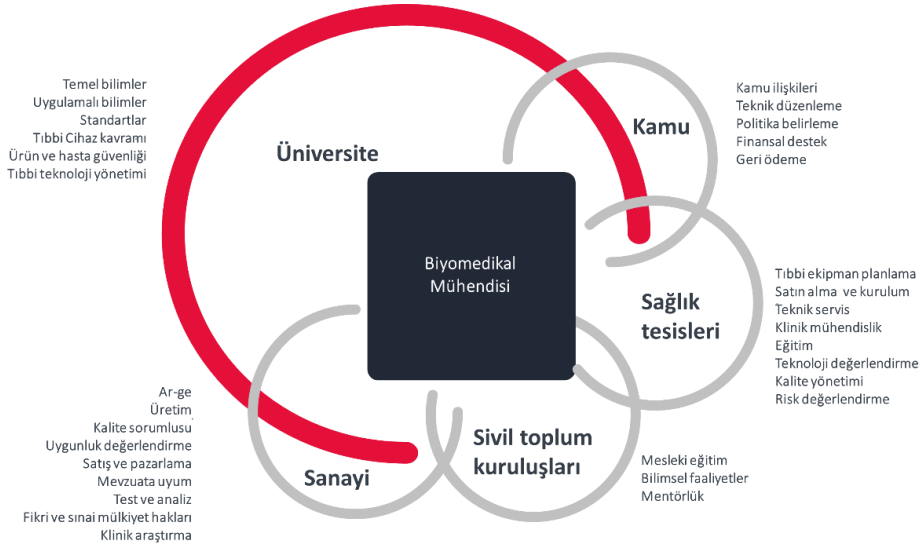 Temel bilimler
Uygulamalı bilimler
Standartlar
Tıbbi Cihaz kavramı
Ürün ve hasta güvenliği
Tıbbi teknoloji yönetimi
Üniversite
Kamu
Kamu ilişkileri
Teknik düzenleme
Politika belirleme
Finansal destek
Geri ödeme
Biyomedikal
Mühendisi
Sağlık
tesisleri
Tıbbi ekipman planlama
Satın alma ve kurulum
Teknik servis
Klinik mühendislik
Eğitim
Teknoloji değerlendirme
Kalite yönetimi
Risk değerlendirme
Ar-ge
Üretim
Kalite sorumlusu
Uygunluk değerlendirme
Satış ve pazarlama
Mevzuata uyum
Test ve analiz
Fikri ve sınai mülkiyet hakları
Klinik araştırma
Sanayi
Sivil toplum
kuruluşları
Mesleki eğitim
Bilimsel faaliyetler
Mentörlük